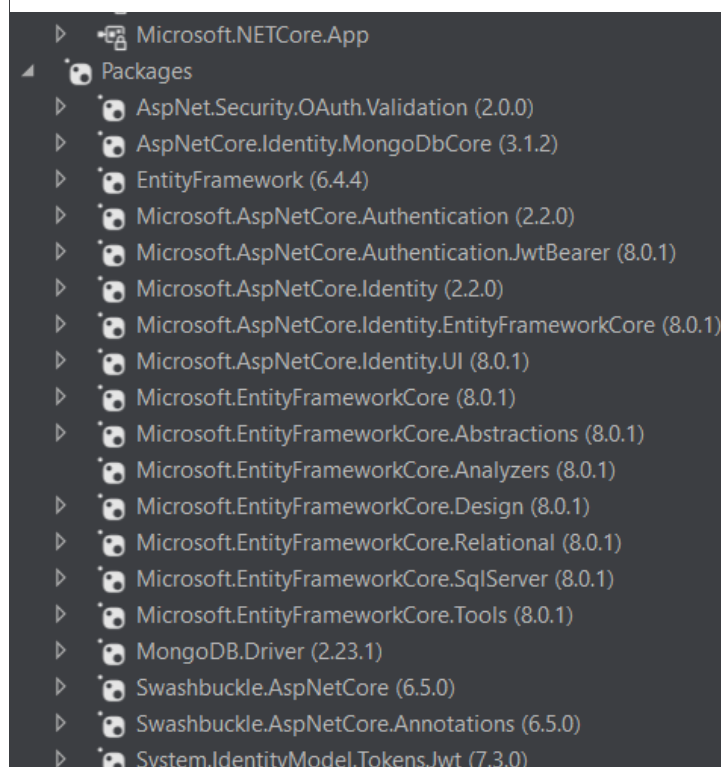 Microsoft.NETCore.App
Packages
AspNet.Security.OAuth.Validation (2.0.0)
AspNetCore.Identity.MongoDbCore (3.1.2)
EntityFramework (6.4.4)
Microsoft.AspNetCore.Authentication (2.2.0)
Microsoft.AspNetCore.Authentication.JwtBearer (8.0.1)
Microsoft.AspNetCore.Identity (2.2.0)
Microsoft.AspNetCore.Identity.EntityFrameworkCore (8.0.1)
Microsoft.AspNetCore.Identity.UI (8.0.1)
Microsoft.EntityFrameworkCore (8.0.1)
Microsoft.EntityFrameworkCore.Abstractions (8.0.1)
Microsoft.EntityFrameworkCore.Analyzers (8.0.1)
Microsoft.EntityFrameworkCore.Design (8.0.1)
Microsoft.EntityFrameworkCore.Relational (8.0.1)
Microsoft.EntityFrameworkCore.SqlServer (8.0.1)
Microsoft.EntityFrameworkCore.Tools (8.0.1)
MongoDB.Driver (2.23.1)
Swashbuckle.AspNetCore (6.5.0)
Swashbuckle.AspNetCore.Annotations (6.5.0)
System.IdentityModel.Tokens.Jwt (7.3.0)